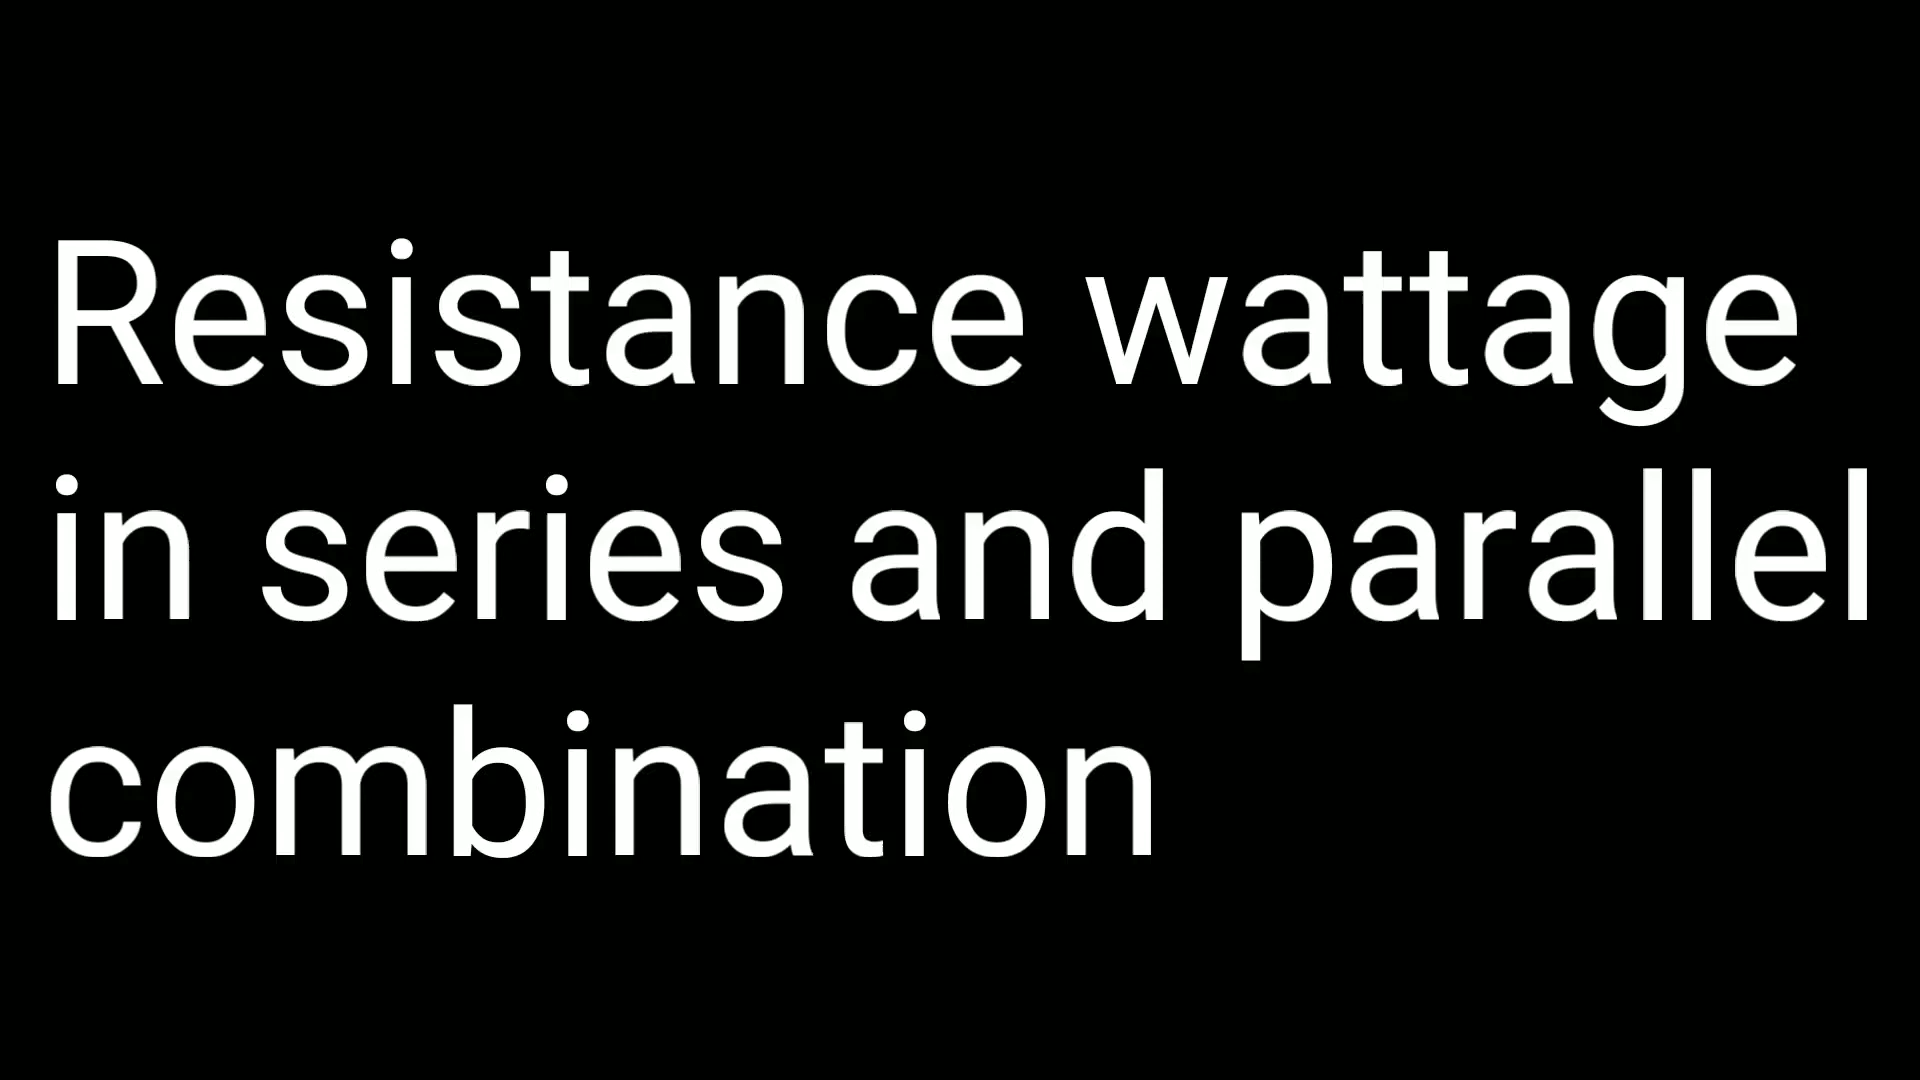 Resistance wattage
in series and parallel
combination